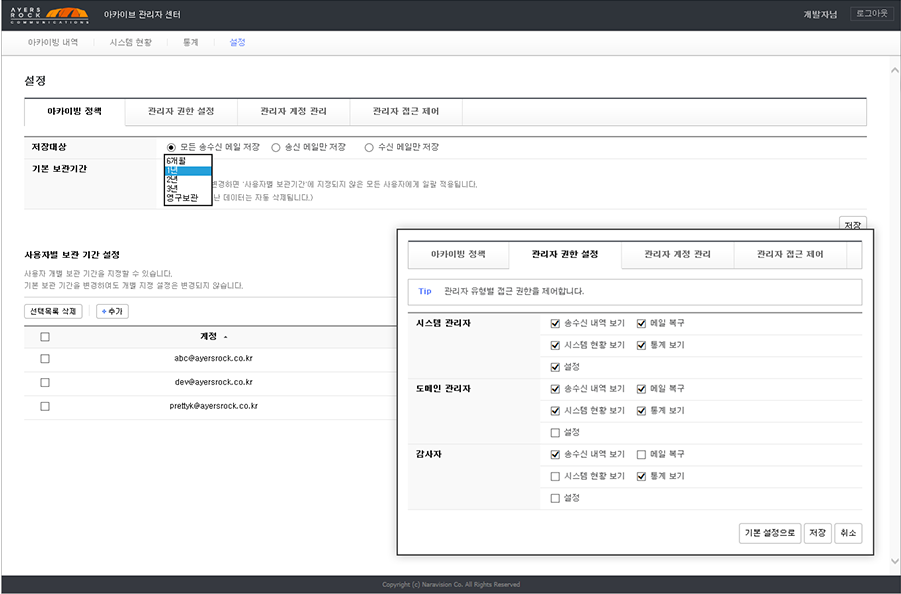 AYERS
ROCK
COMMUNICATIONS
아카이브 관리자 센터
개발자님
로그아웃
아카이빙 내역
시스템 현황
통계
설정
설정
아카이빙 정책
관리자 권한 설정
관리자 계정 관리
관리자 접근 제어
저장대상
모든 송수신 메일 저장
송신 메일만 저장
수신 메일만 저장
기본 보관기간
6개월
1년
2년
3년
영구보관
변경하면 '사용자별 보관기간'에 지정되지 않은 모든 사용자에게 일괄 적용됩니다.
난 데이터는 자동 삭제됩니다.)
저장
사용자별 보관 기간 설정
사용자 개별 보관 기간을 지정할 수 있습니다.
기본 보관 기간을 변경하여도 개별 지정 설정은 변경되지 않습니다.
선택목록 삭제
+ 추가
계정
abc@ayersrock.co.kr
dev@ayersrock.co.kr
prettyk@ayersrock.co.kr
아카이빙 정책
관리자 권한 설정
관리자 계정 관리
관리자 접근 제어
Tip 관리자 유형별 접근 권한을 제어합니다.
시스템 관리자
송수신 내역 보기 메일 복구
시스템 현황 보기 통계 보기
설정
도메인 관리자
송수신 내역 보기 메일 복구
시스템 현황 보기 통계 보기
설정
감사자
송수신 내역 보기 메일 복구
시스템 현황 보기 통계 보기
설정
기본 설정으로
저장
취소
Copyright (c) Naravision Co. All Rights Reserved